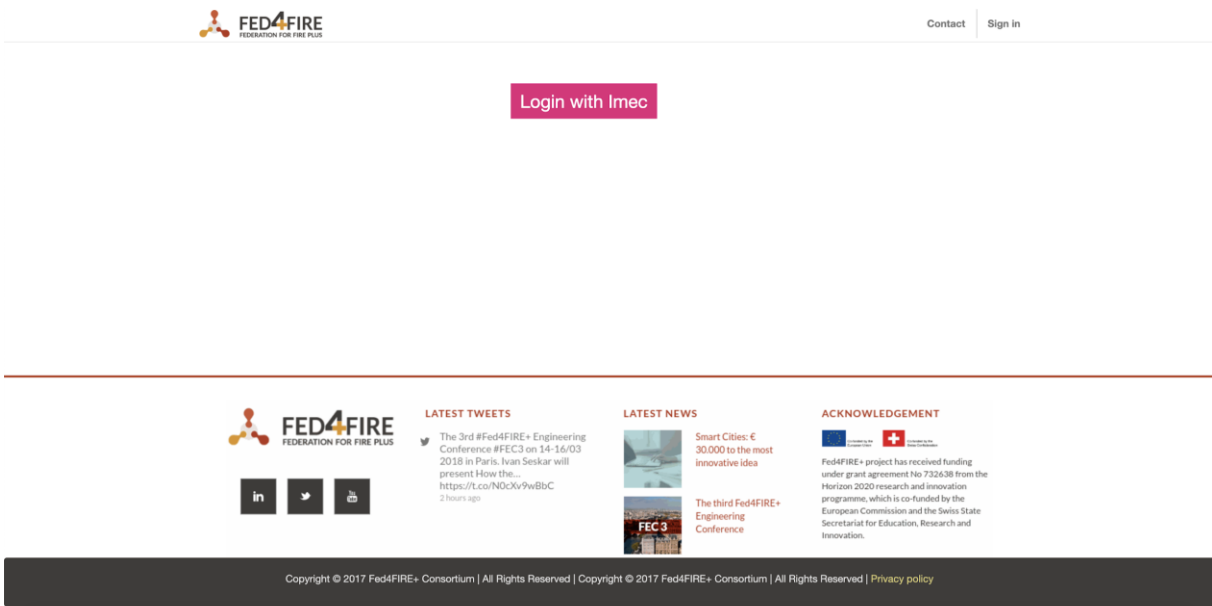 FED4FIRE
FEDERATION FOR FIRE PLUS
Contact
Sign in
Login with Imec
FED4FIRE
FEDERATION FOR FIRE PLUS
in
LATEST TWEETS
The 3rd #Fed4FIRE+ Engineering
Conference #FEC3 on 14-16/03
2018 in Paris. Ivan Seskar will
present How the...
https://t.co/N0cXv9wBbC
2 hours ago
LATEST NEWS
Smart Cities: €
30.000 to the most
innovative idea
FEC 3
The third Fed4FIRE+
Engineering
Conference
ACKNOWLEDGEMENT
Fed4FIRE+ project has received funding
under grant agreement No 732638 from the
Horizon 2020 research and innovation
programme, which is co-funded by the
European Commission and the Swiss State
Secretariat for Education, Research and
Innovation.
Copyright © 2017 Fed4FIRE+ Consortium | All Rights Reserved | Copyright © 2017 Fed4FIRE+ Consortium | All Rights Reserved | Privacy policy